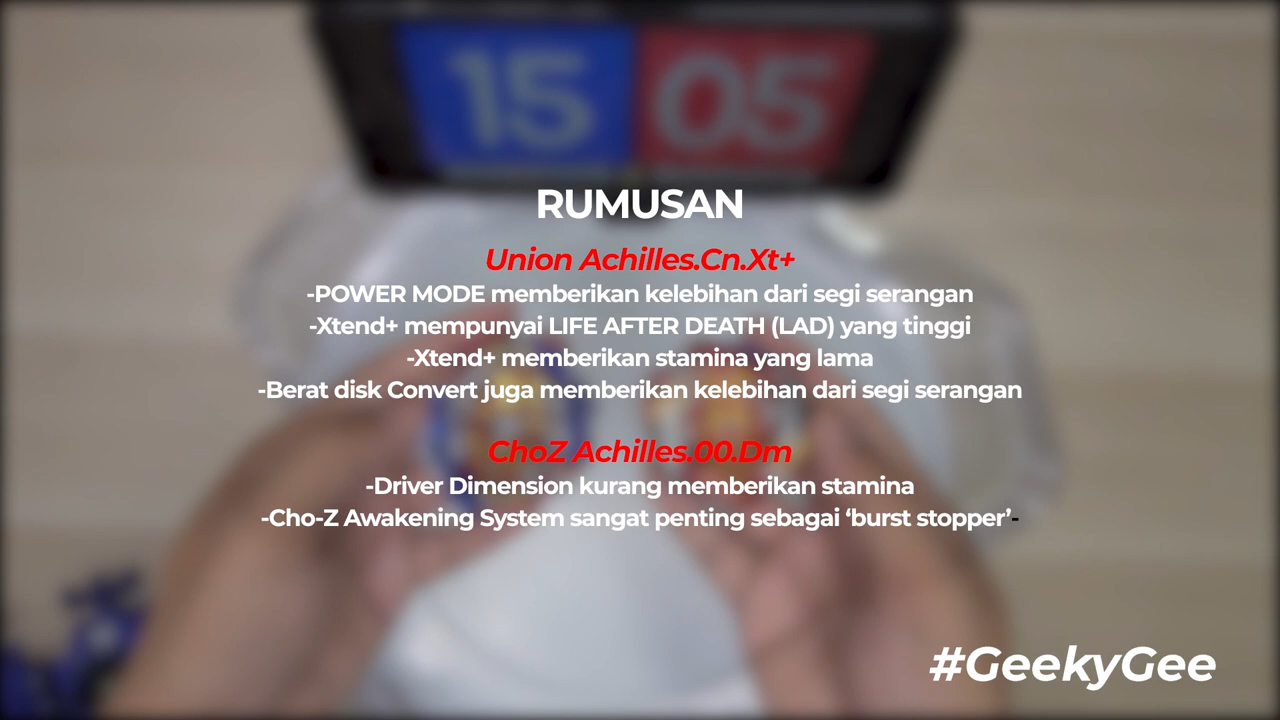 15 05
RUMUSAN
Union Achilles.Cn.Xt+
-POWER MODE memberikan kelebihan dari segi serangan
-Xtend+ mempunyai LIFE AFTER DEATH (LAD) yang tinggi
-Xtend+ memberikan stamina yang lama
-Berat disk Convert juga memberikan kelebihan dari segi serangan
ChoZ Achilles.00.Dm
-Driver Dimension kurang memberikan stamina
-Cho-Z Awakening System sangat penting sebagai ‘burst stopper’-
#GeekyGee